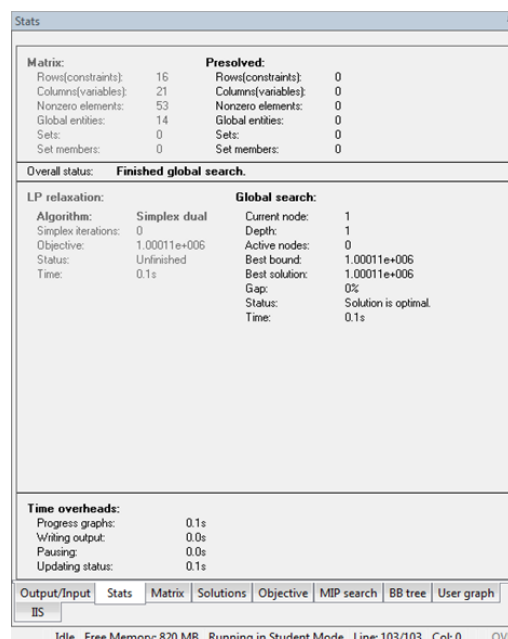 Stats
Matrix: Presolved:
Rows(constraints): 16 Rows(constraints): 0
Columns(variables): 21 Columns(variables): 0
Nonzero elements: 53 Nonzero elements: 0
Global entities: 14 Global entities: 0
Sets: 0 Sets: 0
Set members: 0 Set members: 0
Overall status: Finished global search.
LP relaxation: Global search:
Algorithm: Simplex dual Current node: 1
Simplex iterations: 0 Depth: 1
Objective: 1.00011e+006 Active nodes: 0
Status: Unfinished Best bound: 1.00011e+006
Time: 0.1s Best solution: 1.00011e+006
Gap: 0%
Status: Solution is optimal.
Time: 0.1s
Time overheads:
Progress graphs: 0.1s
Writing output: 0.0s
Pausing: 0.0s
Updating status: 0.1s
Output/Input Stats Matrix Solutions Objective MIP search BB tree User graph
IIS
Idle Free Memory: 820 MB Running in Student Mode Line: 103/103 Col: 0 OV